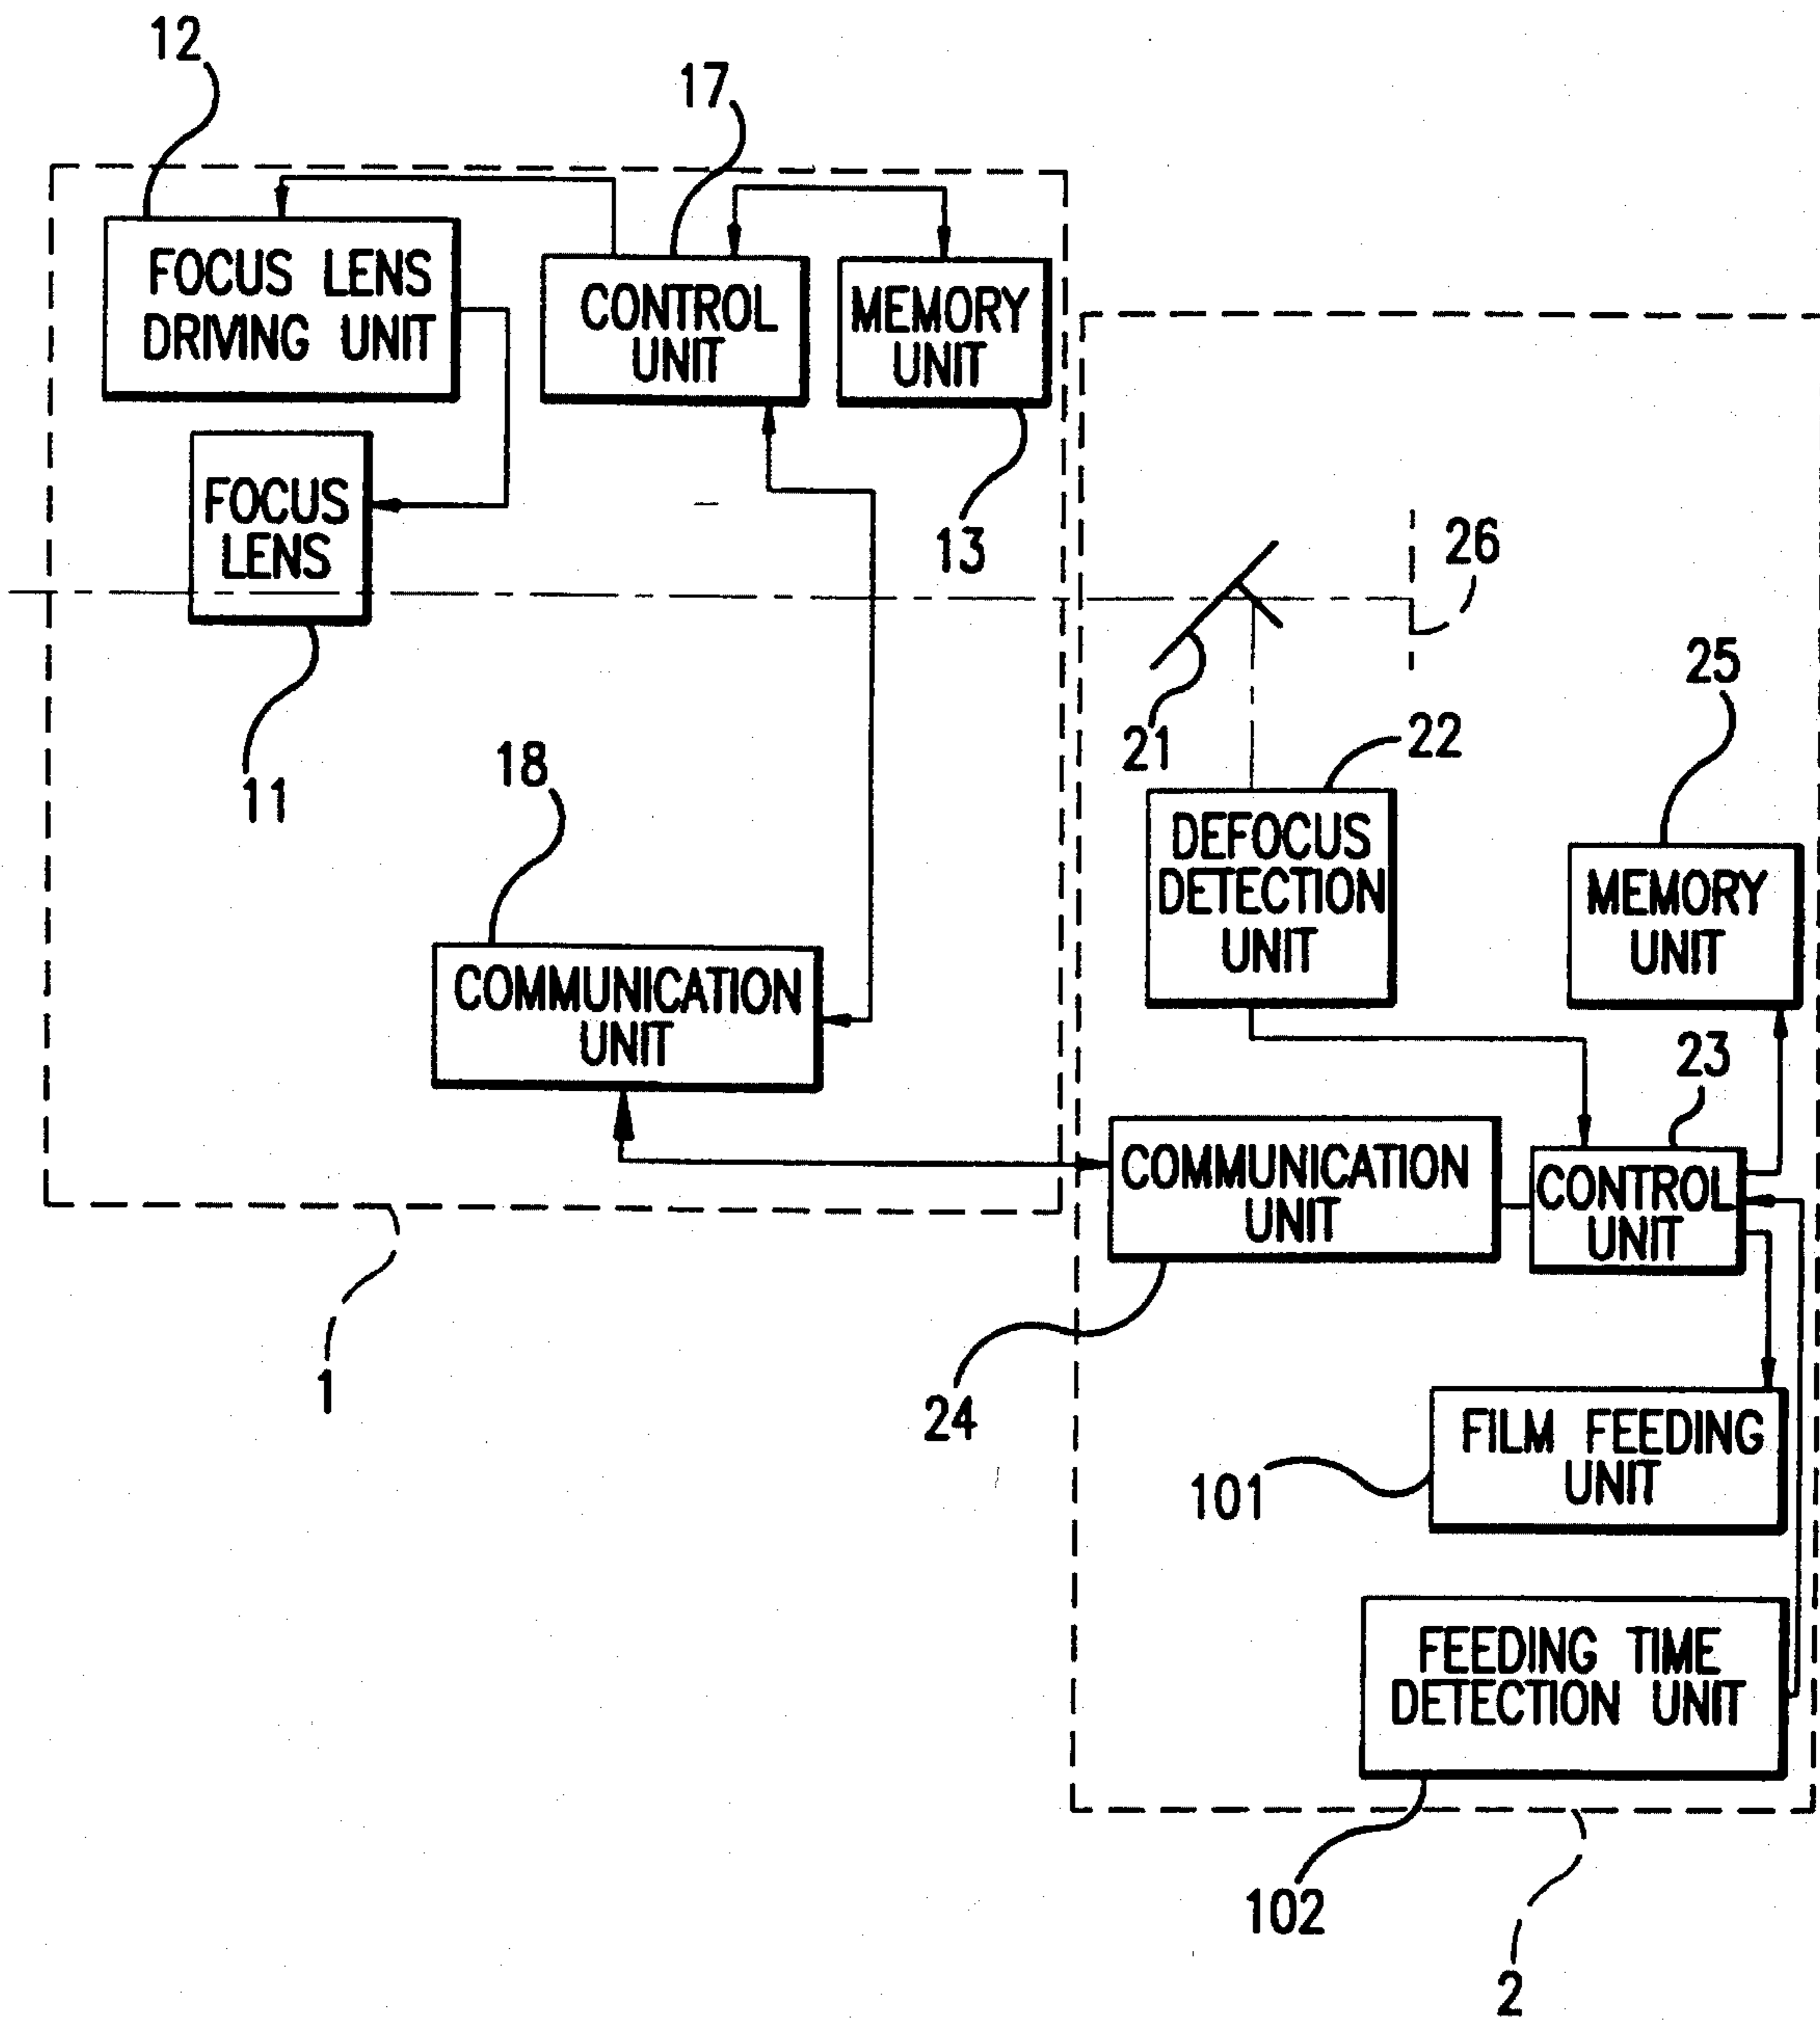 12
17
FOCUS LENS
DRIVING UNIT
CONTROL
UNIT
MEMORY
UNIT
FOCUS
LENS
13
26
11
21
22
25
18
DEFOCUS
DETECTION
UNIT
MEMORY
UNIT
COMMUNICATION
UNIT
23
COMMUNICATION
UNIT
CONTROL
UNIT
1
24
FILM FEEDING
UNIT
101
FEEDING TIME
DETECTION UNIT
102
2